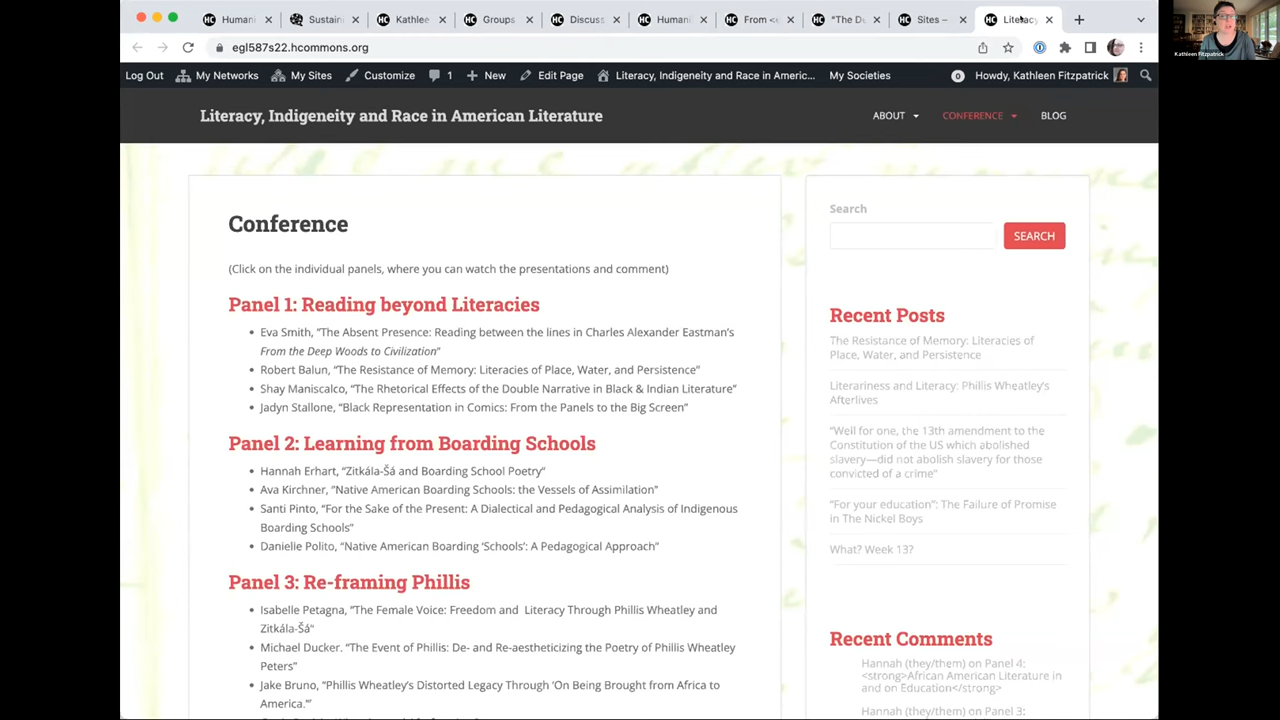 Humani
Sustain
Kathlee
Groups
Discuss
Humani
From <e
"The De
Sites –
Literacy
egl587s22.hcommons.org
Log Out
My Networks
My Sites
Customize
1
New
Edit Page
Literacy, Indigeneity and Race in Americ...
My Societies
0
Howdy, Kathleen Fitzpatrick
Kathleen Fitzpatrick
Literacy, Indigeneity and Race in American Literature
ABOUT
CONFERENCE
BLOG
Conference
(Click on the individual panels, where you can watch the presentations and comment)
Panel 1: Reading beyond Literacies
Eva Smith, "The Absent Presence: Reading between the lines in Charles Alexander Eastman's
From the Deep Woods to Civilization"
Robert Balun, "The Resistance of Memory: Literacies of Place, Water, and Persistence"
Shay Maniscalco, "The Rhetorical Effects of the Double Narrative in Black & Indian Literature"
Jadyn Stallone, "Black Representation in Comics: From the Panels to the Big Screen"
Panel 2: Learning from Boarding Schools
Hannah Erhart, "Zitkála-Šá and Boarding School Poetry"
Ava Kirchner, "Native American Boarding Schools: the Vessels of Assimilation"
Santi Pinto, "For the Sake of the Present: A Dialectical and Pedagogical Analysis of Indigenous
Boarding Schools"
Danielle Polito, "Native American Boarding 'Schools': A Pedagogical Approach"
Panel 3: Re-framing Phillis
Isabelle Petagna, "The Female Voice: Freedom and Literacy Through Phillis Wheatley and
Zitkála-Šá"
Michael Ducker. "The Event of Phillis: De- and Re-aestheticizing the Poetry of Phillis Wheatley
Peters"
Jake Bruno, "Phillis Wheatley's Distorted Legacy Through 'On Being Brought from Africa to
America.'"
Search
SEARCH
Recent Posts
The Resistance of Memory: Literacies of
Place, Water, and Persistence
Literariness and Literacy: Phillis Wheatley's
Afterlives
"Well for one, the 13th amendment to the
Constitution of the US which abolished
slavery—did not abolish slavery for those
convicted of a crime"
"For your education": The Failure of Promise
in The Nickel Boys
What? Week 13?
Recent Comments
Hannah (they/them) on Panel 4:
<strong>African American Literature in
and on Education</strong>
Hannah (they/them) on Panel 3: